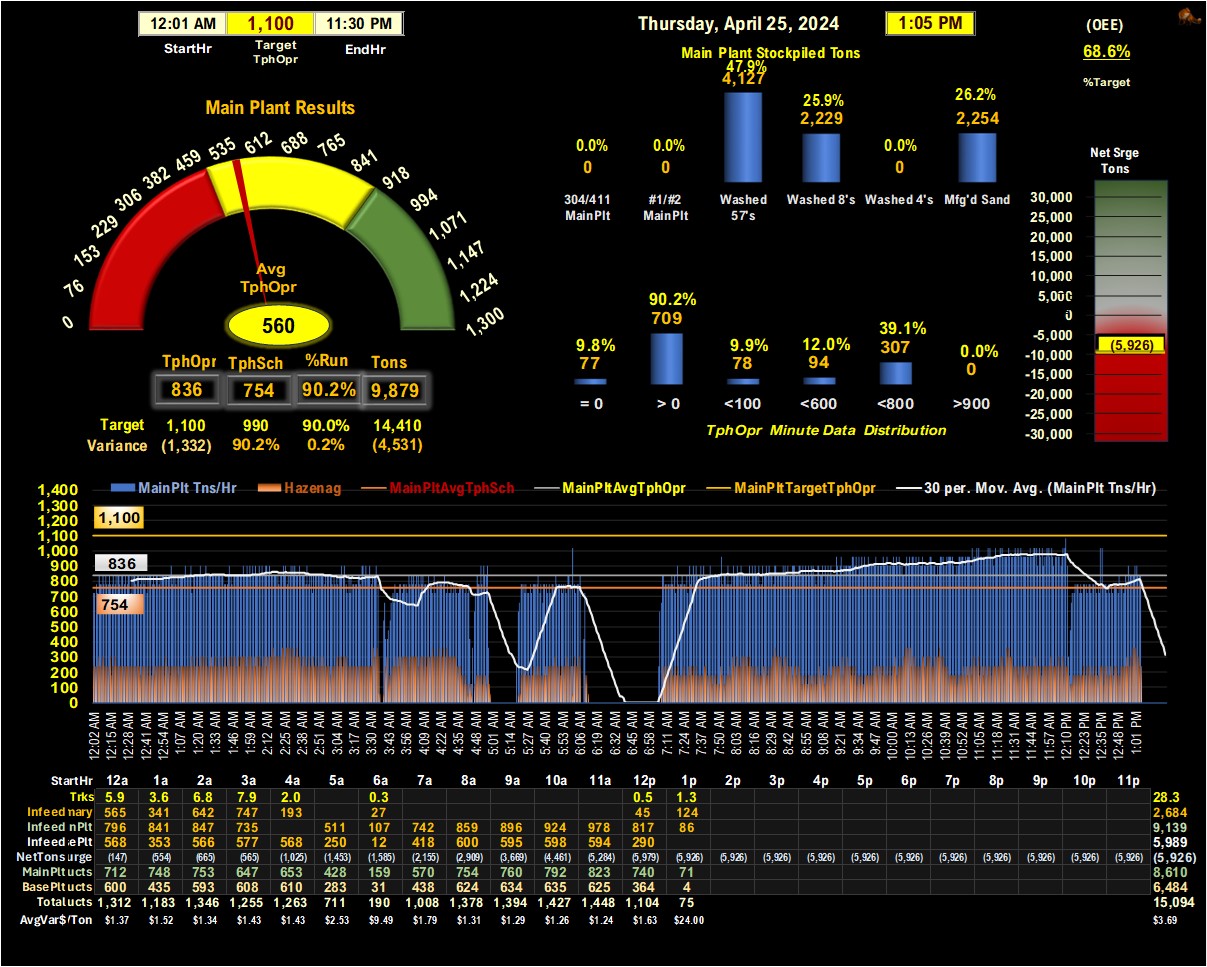 12:01 AM 1,100 11:30 PM
StartHr Target TphOpr EndHr
Thursday, April 25, 2024 1:05 PM
(OEE)
68.6%
%Target
Main Plant Stockpiled Tons
47.9%
4,127
25.9%
2,229
26.2%
2,254
0.0% 0.0% 0.0%
0 0 0
304/411 MainPlt #1/#2 MainPlt Washed 57's Washed 8's Washed 4's Mfg'd Sand
Main Plant Results
0 76 153 229 306 382 459 535 612 688 765 841 918 994 1,071 1,147 1,224 1,300
Avg
TphOpr
560
TphOpr TphSch %Run Tons
836 754 90.2% 9,879
Target 1,100 990 90.0% 14,410
Variance (1,332) 90.2% 0.2% (4,531)
9.8% 90.2% 9.9% 12.0% 39.1% 0.0%
77 709 78 94 307 0
= 0 > 0 <100 <600 <800 >900
TphOpr Minute Data Distribution
Net Srge
Tons
30,000
25,000
20,000
15,000
10,000
5,000
0
-5,000
(5,926)
-10,000
-15,000
-20,000
-25,000
-30,000
MainPlt Tns/Hr Hazenag MainPltAvgTphSch MainPltAvgTphOpr MainPltTargetTphOpr 30 per. Mov. Avg. (MainPlt Tns/Hr)
1,400
1,300
1,200
1,100
1,000
900
800
700
600
500
400
300
200
100
0
1,100
836
754
12:02 AM 12:15 AM 12:28 AM 12:41 AM 12:54 AM 1:07 AM 1:20 AM 1:33 AM 1:46 AM 1:59 AM 2:12 AM 2:25 AM 2:38 AM 2:51 AM 3:04 AM 3:17 AM 3:30 AM 3:43 AM 3:56 AM 4:09 AM 4:22 AM 4:35 AM 4:48 AM 5:01 AM 5:14 AM 5:27 AM 5:40 AM 5:53 AM 6:06 AM 6:19 AM 6:32 AM 6:45 AM 6:58 AM 7:11 AM 7:24 AM 7:37 AM 7:50 AM 8:03 AM 8:16 AM 8:29 AM 8:42 AM 8:55 AM 9:08 AM 9:21 AM 9:34 AM 9:47 AM 10:00 AM 10:13 AM 10:26 AM 10:39 AM 10:52 AM 11:05 AM 11:18 AM 11:31 AM 11:44 AM 11:57 AM 12:10 PM 12:23 PM 12:35 PM 12:48 PM 1:01 PM
StartHr 12a 1a 2a 3a 4a 5a 6a 7a 8a 9a 10a 11a 12p 1p 2p 3p 4p 5p 6p 7p 8p 9p 10p 11p
Trks 5.9 3.6 6.8 7.9 2.0 0.3 0.5 1.3 28.3
Infeed mary 565 341 642 747 193 27 45 124 2,684
Infeed nPlt 796 841 847 735 511 107 742 859 896 924 978 817 86 9,139
Infeed ePlt 568 353 566 577 568 250 12 418 600 595 598 594 290 5,989
NetTons urge (147) (554) (665) (565) (1,025) (1,453) (1,585) (2,155) (2,909) (3,669) (4,461) (5,284) (5,979) (5,926) (5,926) (5,926) (5,926) (5,926) (5,926) (5,926) (5,926) (5,926) (5,926) (5,926) (5,926)
MainPlt ucts 712 748 753 647 653 428 159 570 754 760 792 823 740 71 8,610
BasePlt ucts 600 435 593 608 610 283 31 438 624 634 635 625 364 4 6,484
Total ucts 1,312 1,183 1,346 1,255 1,263 711 190 1,008 1,378 1,394 1,427 1,448 1,104 75 15,094
AvgVar$/Ton $1.37 $1.52 $1.34 $1.43 $1.43 $2.53 $9.49 $1.79 $1.31 $1.29 $1.26 $1.24 $1.63 $24.00 $3.69